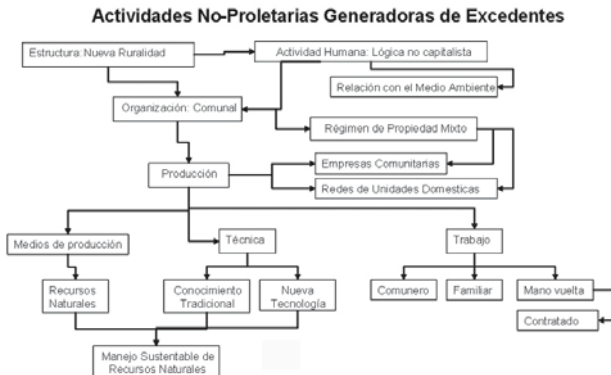 Actividades No-Proletarias Generadoras de Excedentes
Estructura: Nueva Ruralidad
Actividad Humana: Lógica no capitalista
Relación con el Medio Ambiente
Organización: Comunal
Régimen de Propiedad Mixto
Empresas Comunitarias
Producción
Redes de Unidades Domesticas
Medios de producción
Técnica
Trabajo
Recursos
Naturales
Conocimiento
Tradicional
Nueva
Tecnología
Comunero
Familiar
Mano vuelta
Contratado
Manejo Sustentable de
Recursos Naturales